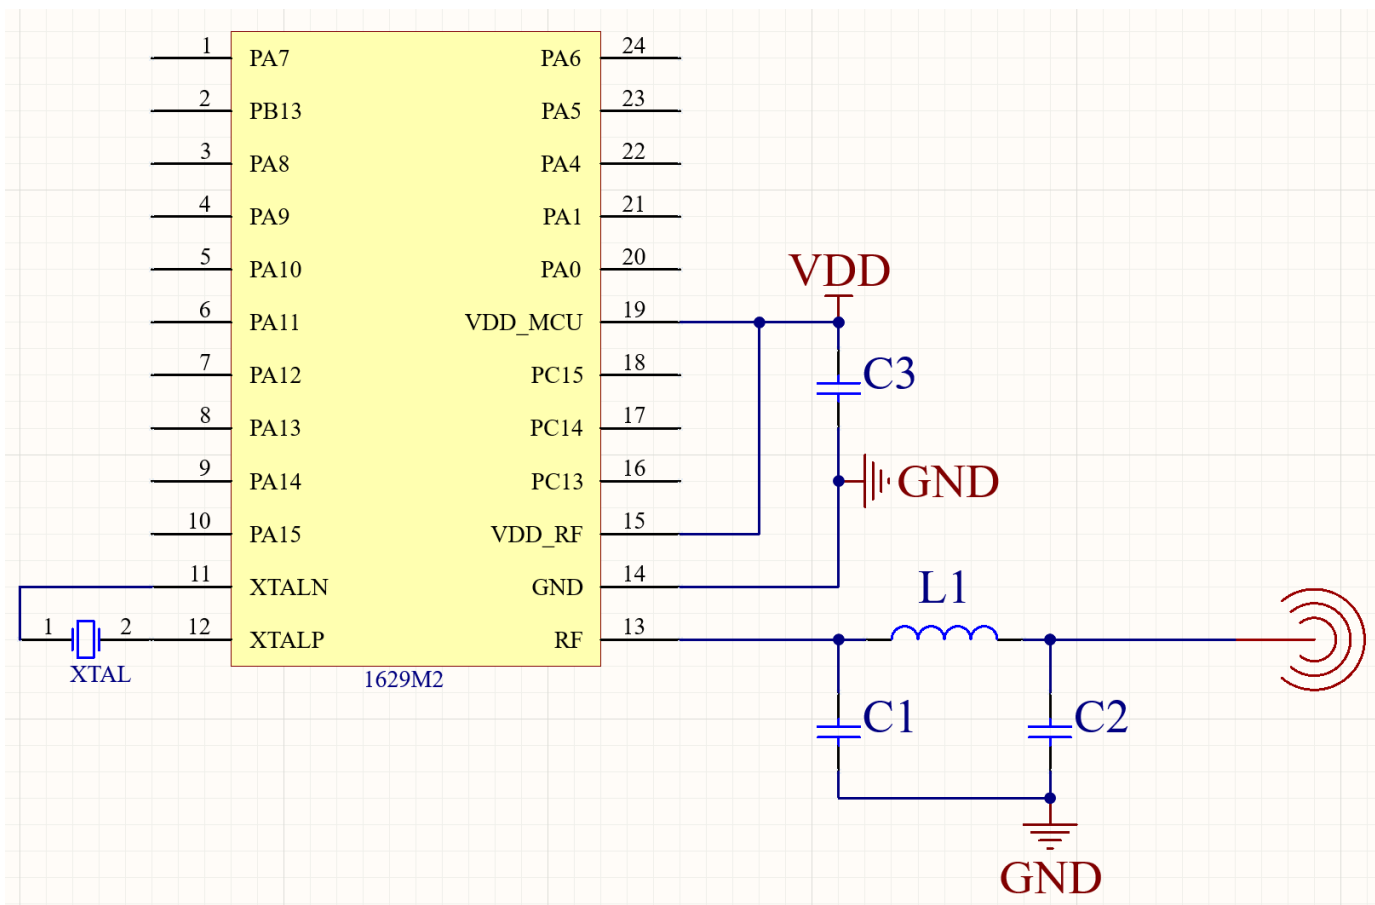 1 PA7 PA6 24
2 PB13 PA5 23
3 PA8 PA4 22
4 PA9 PA1 21
5 PA10 PA0 20
VDD
6 PA11 VDD_MCU 19
7 PA12 PC15 18
C3
8 PA13 PC14 17
9 PA14 PC13 16
GND
10 PA15 VDD_RF 15
11 XTALN GND 14
L1
1 2 12 XTALP RF 13
XTAL
1629M2
C1 C2
GND